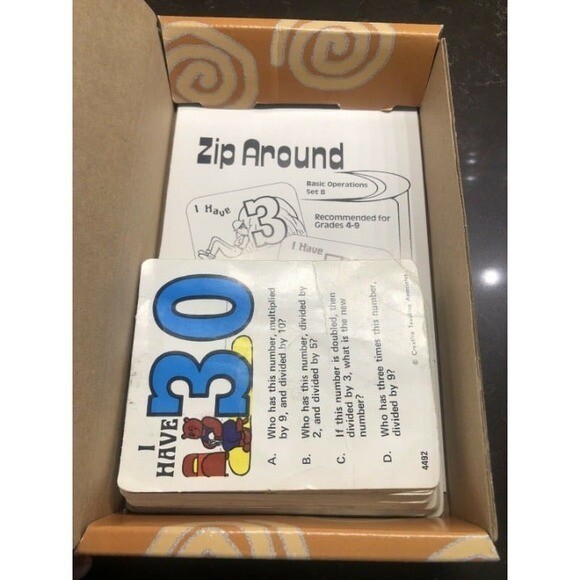 Zip Around
Basic Operations
Set B
Recommended for
Grades 4-9
I Have
3
I Have
I
HAVE
30
A. Who has this number, multiplied
by 9, and divided by 10?
B. Who has this number, divided by
2, and divided by 5?
C. If this number is doubled, then
divided by 3, what is the new
number?
D. Who has three times this number,
divided by 9?
4492
© Creative Teaching